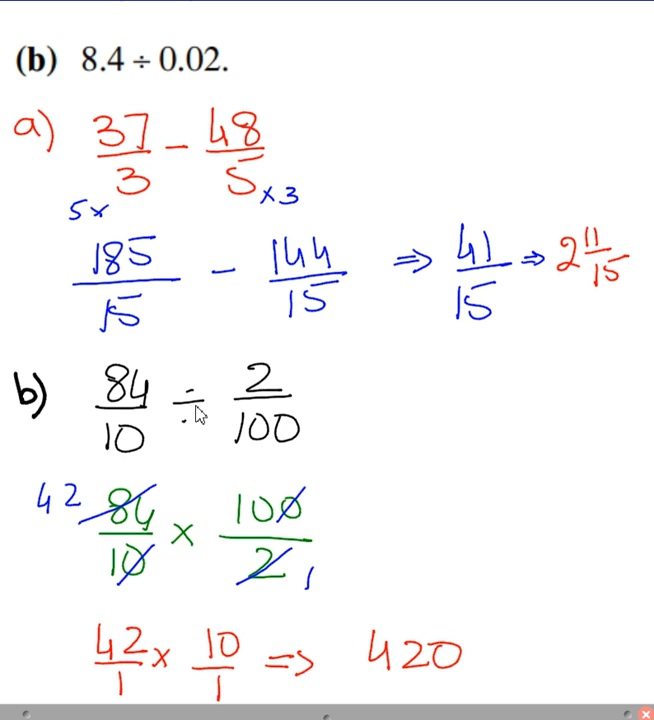 (b) 8.4 ÷ 0.02.
a) 37/3 - 48/5
5× ×3
185/15 - 144/15 ⇒ 41/15 ⇒ 2 11/15
b) 84/10 ÷ 2/100
42 84/10 × 100/2 1
42/1 × 10/1 ⇒ 420